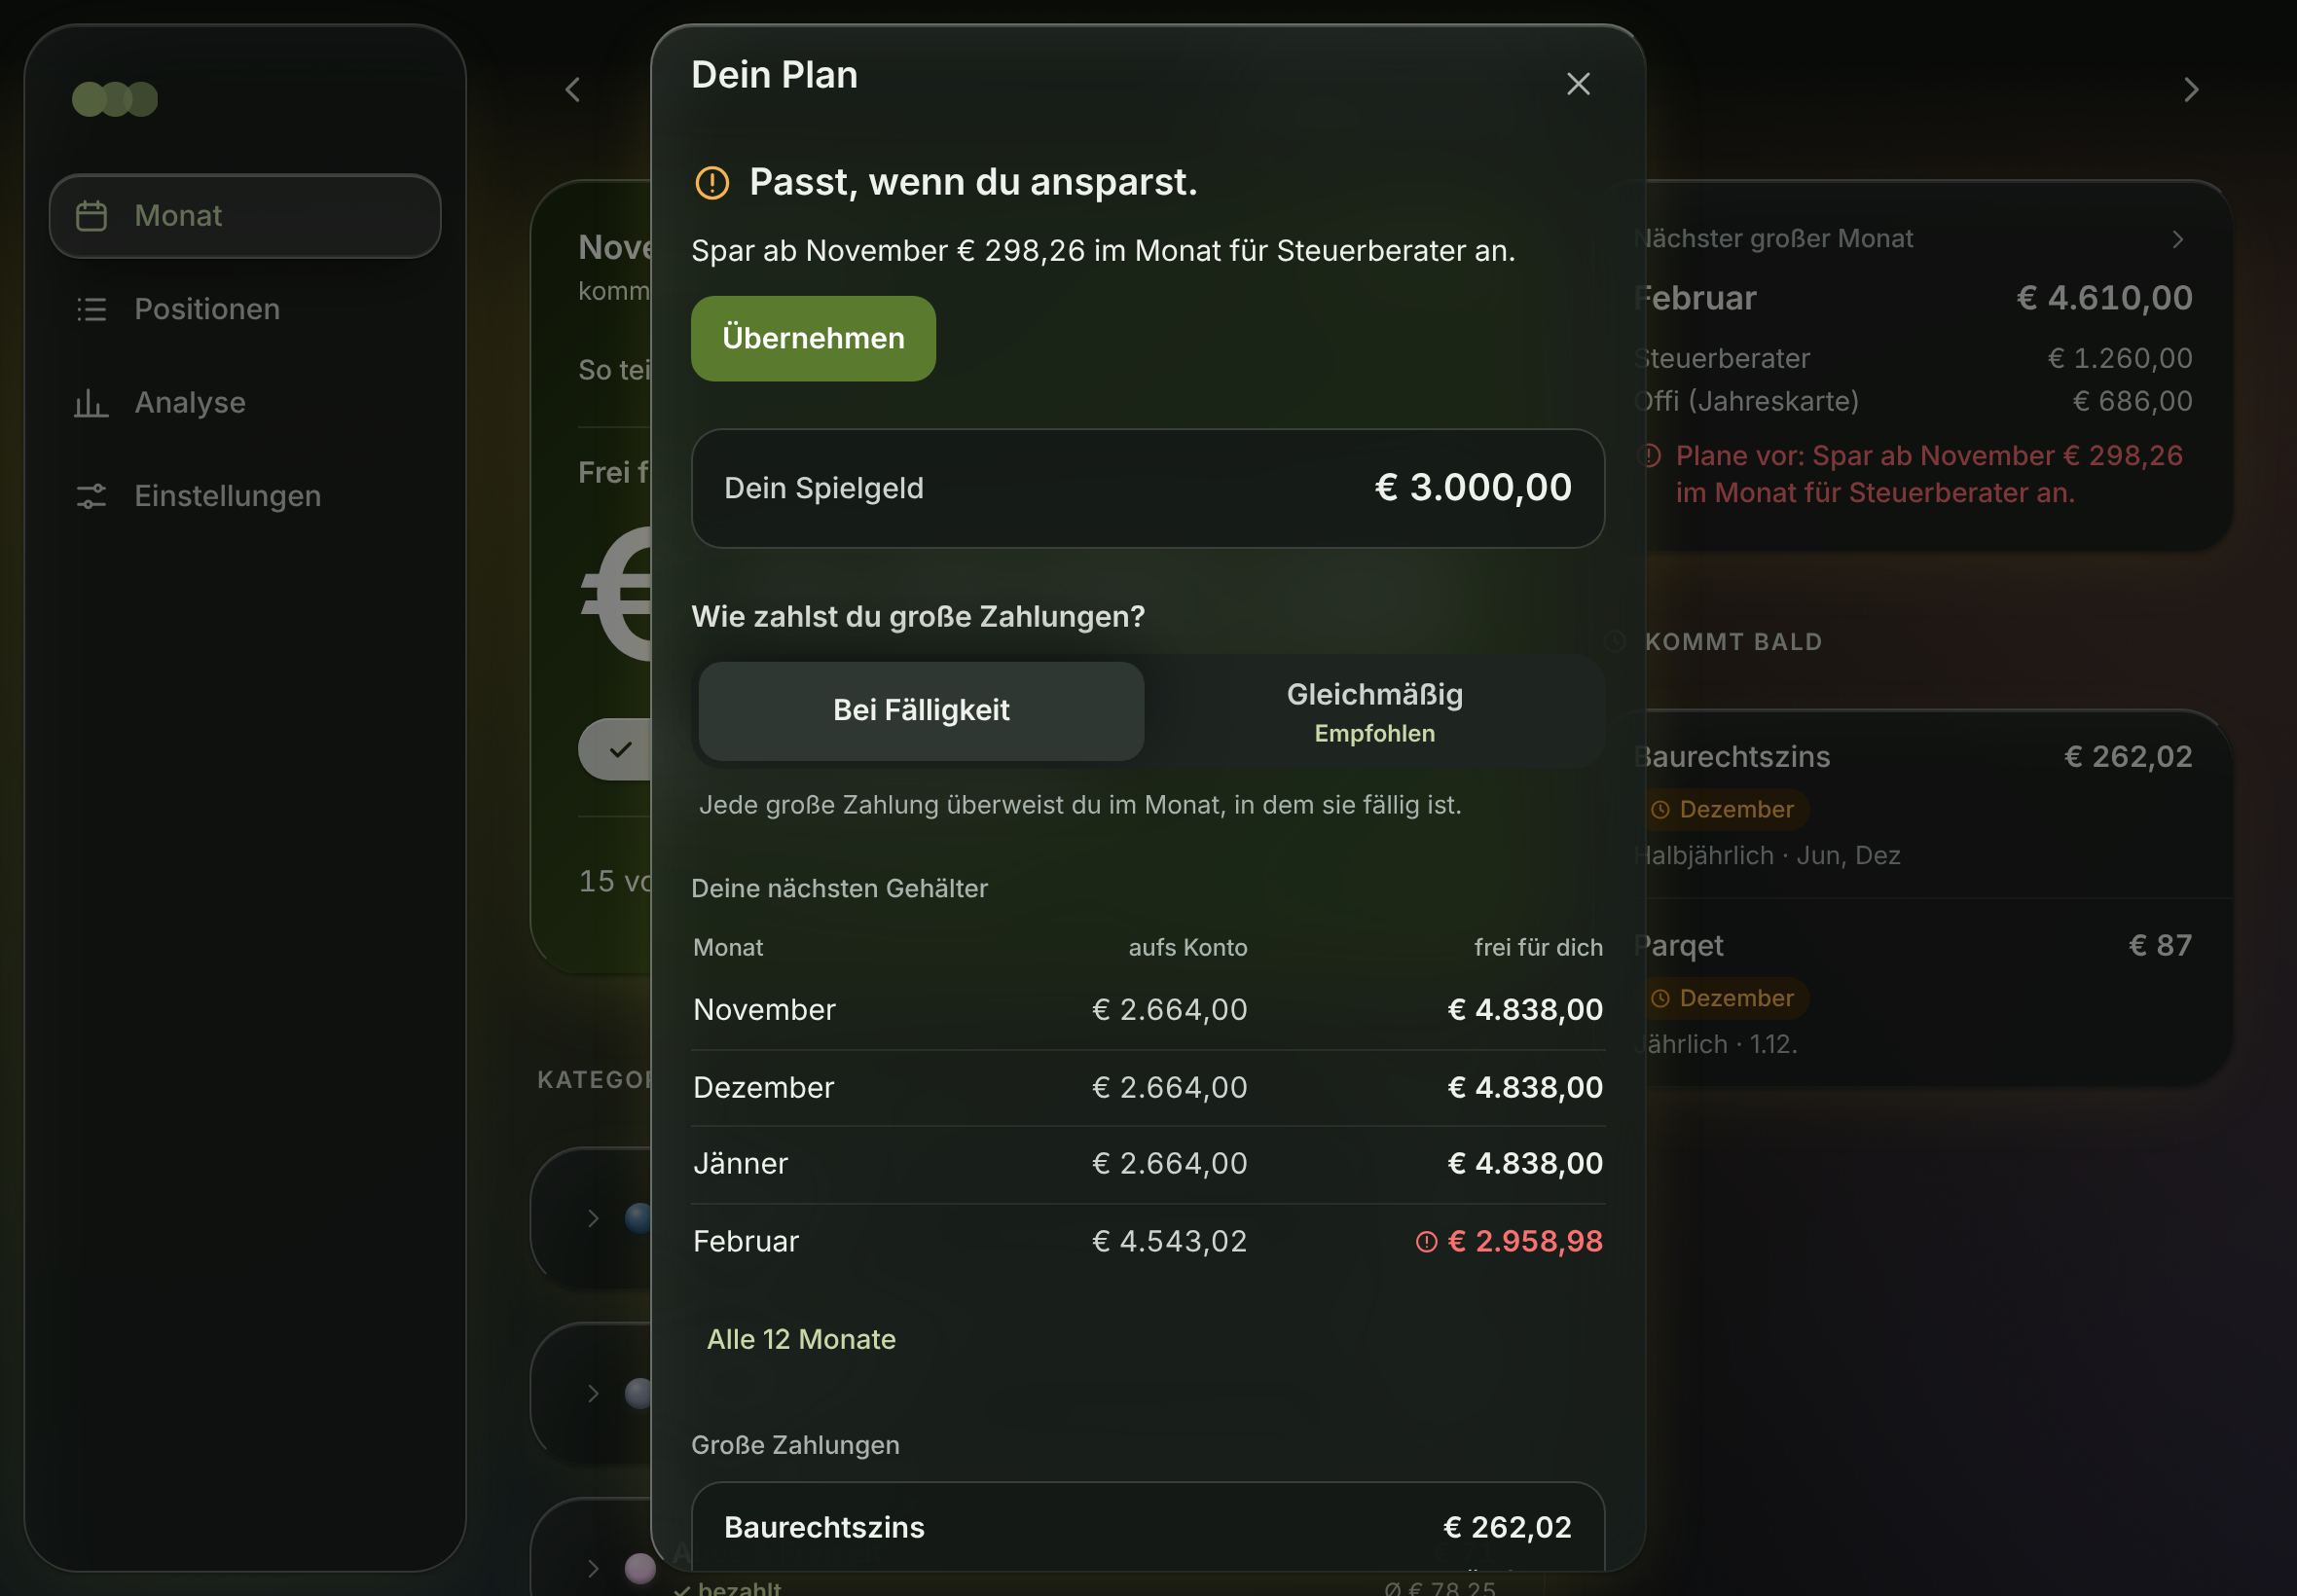 Monat
Positionen
Analyse
Einstellungen
Dein Plan
Passt, wenn du ansparst.
Spar ab November € 298,26 im Monat für Steuerberater an.
Übernehmen
Dein Spielgeld € 3.000,00
Wie zahlst du große Zahlungen?
Bei Fälligkeit
Gleichmäßig
Empfohlen
Jede große Zahlung überweist du im Monat, in dem sie fällig ist.
Deine nächsten Gehälter
Monat aufs Konto frei für dich
November € 2.664,00 € 4.838,00
Dezember € 2.664,00 € 4.838,00
Jänner € 2.664,00 € 4.838,00
Februar € 4.543,02 € 2.958,98
Alle 12 Monate
Große Zahlungen
Baurechtszins € 262,02
bezahlt
Ø € 78,25
So
€
15
Nächster großer Monat
Februar € 4.610,00
Steuerberater € 1.260,00
Öffi (Jahreskarte) € 686,00
Plane vor: Spar ab November € 298,26
im Monat für Steuerberater an.
KOMMT BALD
Baurechtszins € 262,02
Dezember
Halbjährlich · Jun, Dez
Parqet € 87
Dezember
Jährlich · 1.12.